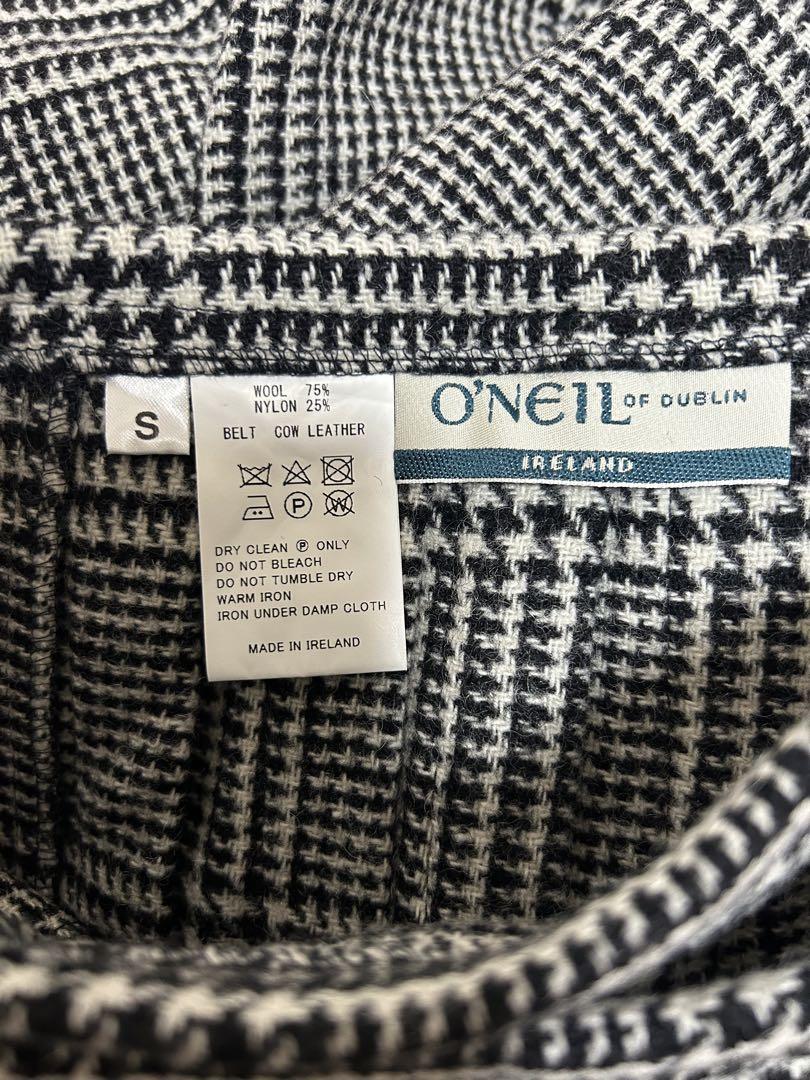 S
WOOL 75%
NYLON 25%
BELT COW LEATHER
P W
DRY CLEAN Ⓟ ONLY
DO NOT BLEACH
DO NOT TUMBLE DRY
WARM IRON
IRON UNDER DAMP CLOTH
MADE IN IRELAND
O'NEIL OF DUBLIN
IRELAND